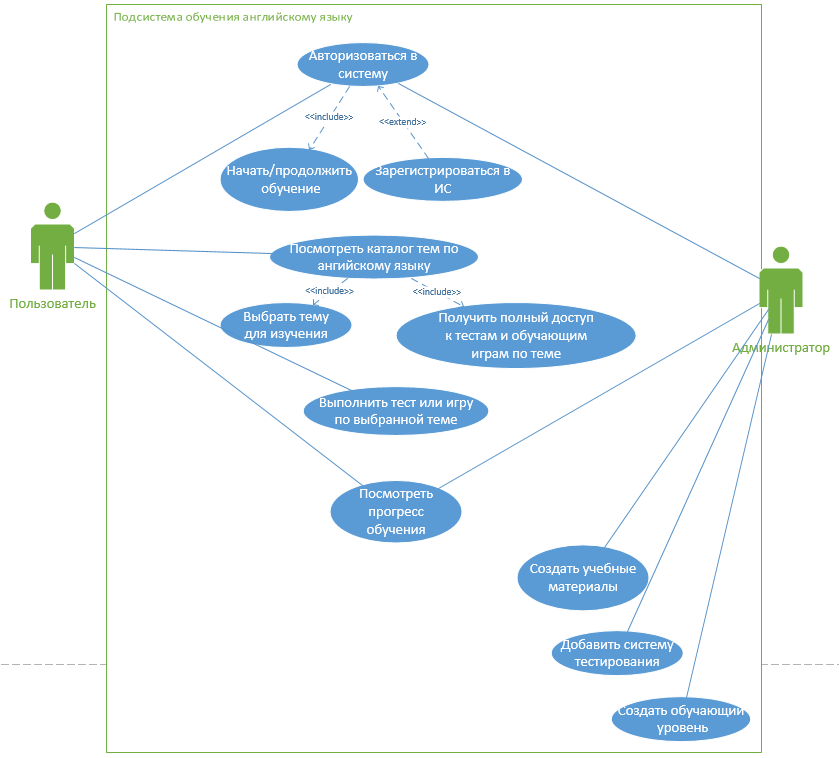 Подсистема обучения английскому языку
Авторизоваться в
систему
<<include>>
<<extend>>
Начать/продолжить
обучение
Зарегистрироваться в
ИС
Пользователь
Посмотреть каталог тем по
ангийскому языку
<<include>>
<<include>>
Выбрать тему
для изучения
Получить полный доступ
к тестам и обучающим
играм по теме
Администратор
Выполнить тест или игру
по выбранной теме
Посмотреть
прогресс
обучения
Создать учебные
материалы
Добавить систему
тестирования
Создать обучающий
уровень